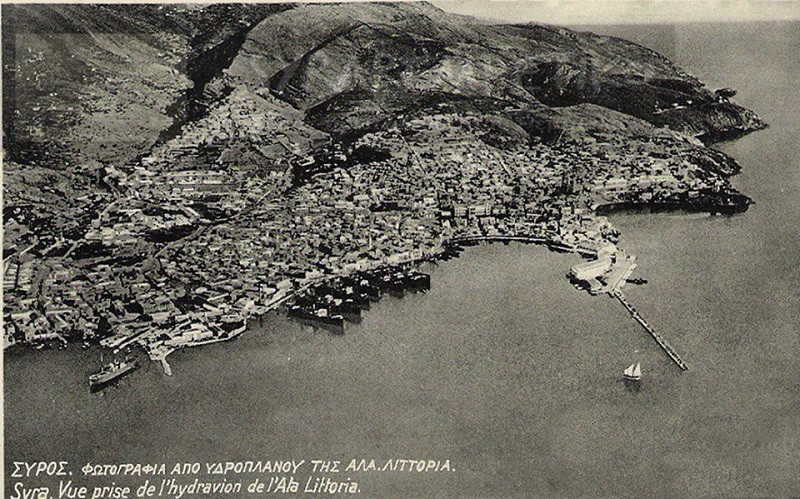 ΣΥΡΟΣ. ΦΩΤΟΓΡΑΦΙΑ ΑΠΟ ΥΔΡΟΠΛΑΝΟΥ ΤΗΣ ΑΛΑ. ΛΙΤΤΟΡΙΑ.
Syra. Vue prise de l'hydravion de l'Ala Littoria.